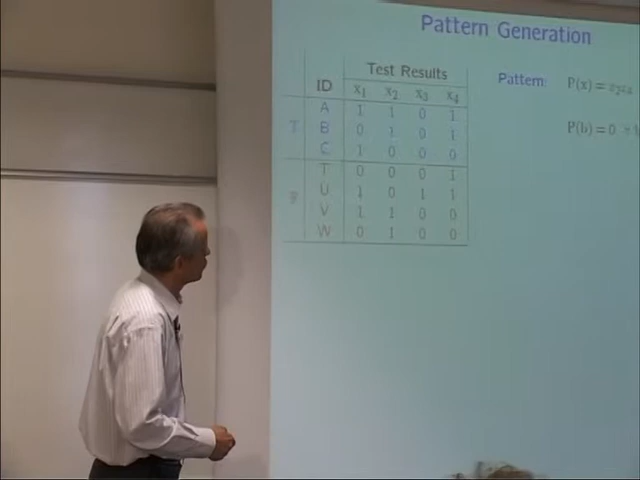 Pattern Generation
Test Results
ID x₁ x₂ x₃ x₄
A 1 1 0 1
T B 0 1 0 1
C 1 0 0 0
T 0 0 0 1
U 1 0 1 1
V 1 1 0 0
W 0 1 0 0
Pattern: P(x) =
P(b) = 0